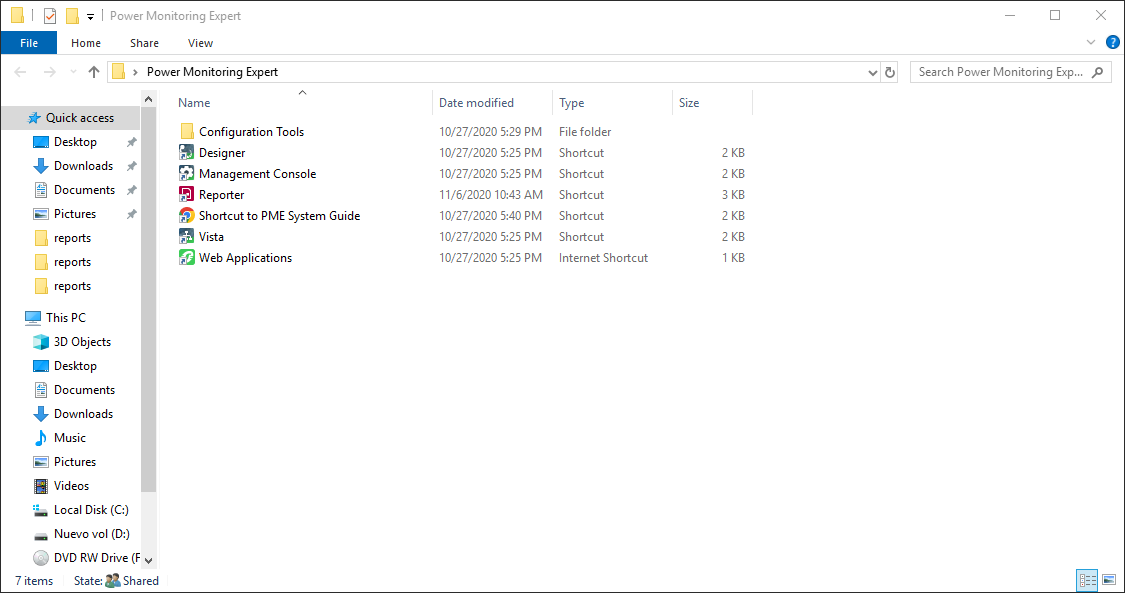 Power Monitoring Expert
File Home Share View
Power Monitoring Expert
Search Power Monitoring Exp...
Quick access
Desktop
Downloads
Documents
Pictures
reports
reports
reports
This PC
3D Objects
Desktop
Documents
Downloads
Music
Pictures
Videos
Local Disk (C:)
Nuevo vol (D:)
DVD RW Drive (F
Name Date modified Type Size
Configuration Tools 10/27/2020 5:29 PM File folder
Designer 10/27/2020 5:25 PM Shortcut 2 KB
Management Console 10/27/2020 5:25 PM Shortcut 2 KB
Reporter 11/6/2020 10:43 AM Shortcut 3 KB
Shortcut to PME System Guide 10/27/2020 5:40 PM Shortcut 2 KB
Vista 10/27/2020 5:25 PM Shortcut 2 KB
Web Applications 10/27/2020 5:25 PM Internet Shortcut 1 KB
7 items State: Shared